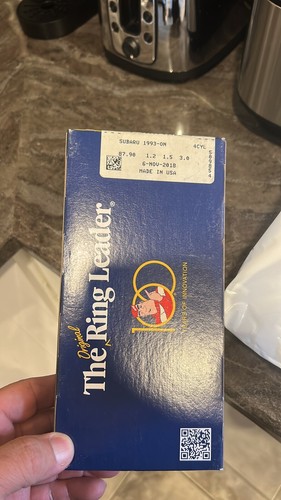 SUBARU 1993-ON 4CYL
87.90 1.2 1.5 3.0
6-NOV-2018
MADE IN USA
The Original Ring Leader®
100
YEARS OF INNOVATION